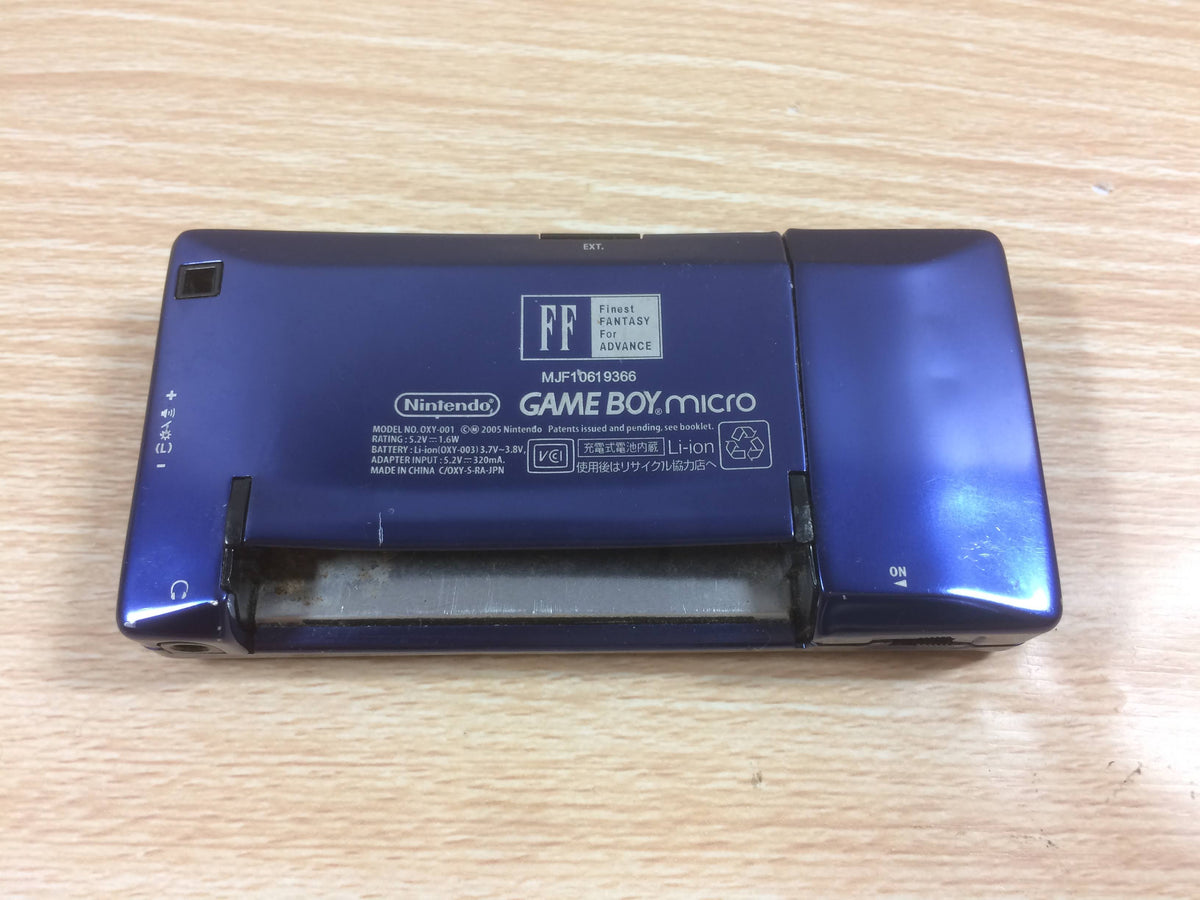 EXT.
FF
Finest
FANTASY
For
ADVANCE
MJF10619366
Nintendo®
GAME BOY® micro
MODEL NO. OXY-001 ©Ⓜ 2005 Nintendo Patents issued and pending, see booklet.
RATING : 5.2V⎓1.6W
BATTERY : Li-ion(OXY-003) 3.7V~3.8V,
ADAPTER INPUT : 5.2V⎓320mA.
MADE IN CHINA C/OXY-S-RA-JPN
VCI
充電式電池内蔵 Li-ion
使用後はリサイクル協力店へ
+
−
ON